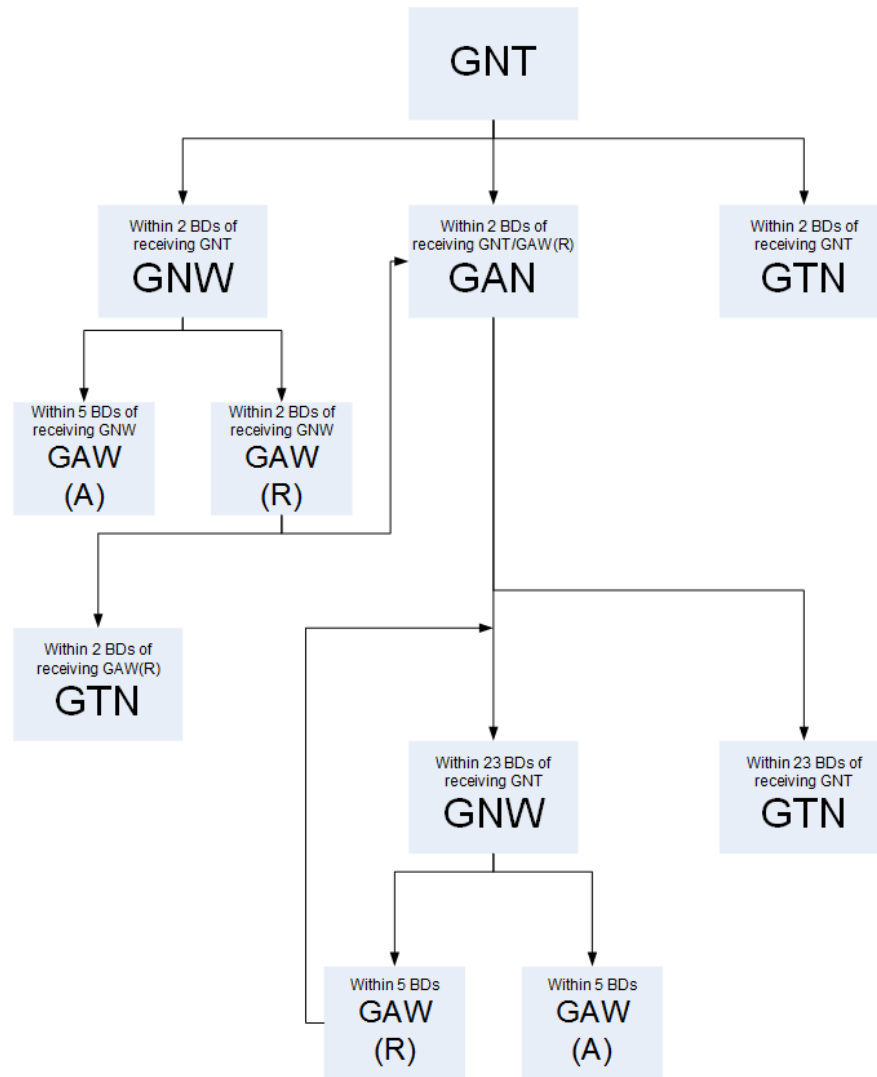 GNT
Within 2 BDs of
receiving GNT
GNW
Within 2 BDs of
receiving GNT/GAW(R)
GAN
Within 2 BDs of
receiving GNT
GTN
Within 5 BDs of
receiving GNW
GAW
(A)
Within 2 BDs of
receiving GNW
GAW
(R)
Within 2 BDs of
receiving GAW(R)
GTN
Within 23 BDs of
receiving GNT
GNW
Within 23 BDs of
receiving GNT
GTN
Within 5 BDs
GAW
(R)
Within 5 BDs
GAW
(A)